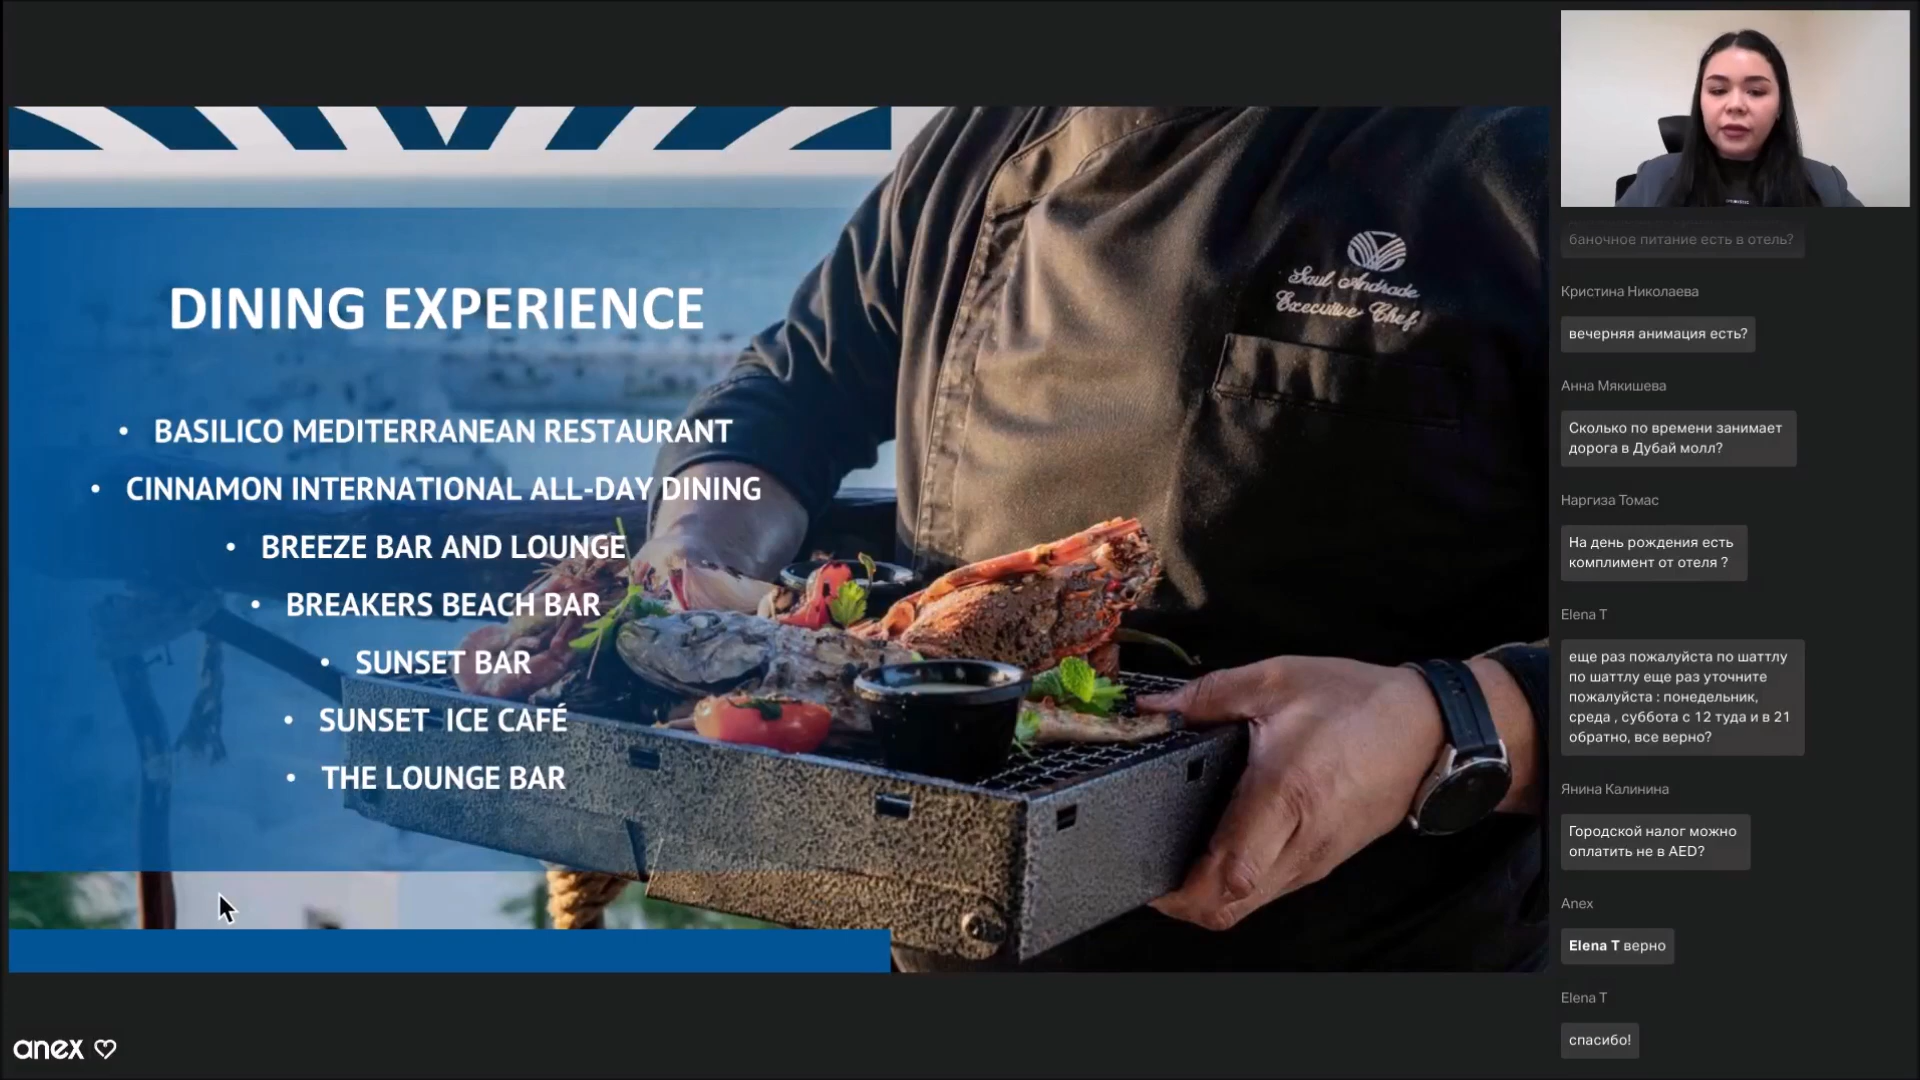 DINING EXPERIENCE
• BASILICO MEDITERRANEAN RESTAURANT
• CINNAMON INTERNATIONAL ALL-DAY DINING
• BREEZE BAR AND LOUNGE
• BREAKERS BEACH BAR
• SUNSET BAR
• SUNSET ICE CAFÉ
• THE LOUNGE BAR
Saul Andrade
Executive Chef
anex
баночное питание есть в отель?
Кристина Николаева
вечерняя анимация есть?
Анна Мякишева
Сколько по времени занимает
дорога в Дубай молл?
Наргиза Томас
На день рождения есть
комплимент от отеля ?
Elena T
еще раз пожалуйста по шаттлу
по шаттлу еще раз уточните
пожалуйста : понедельник,
среда , суббота с 12 туда и в 21
обратно, все верно?
Янина Калинина
Городской налог можно
оплатить не в AED?
Anex
Elena T верно
Elena T
спасибо!